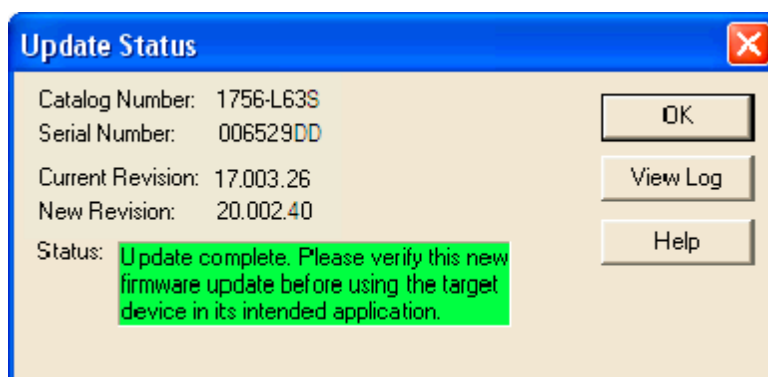 Update Status
Catalog Number: 1756-L63S
Serial Number: 006529DD
OK
Current Revision: 17.003.26
New Revision: 20.002.40
View Log
Status: Update complete. Please verify this new
firmware update before using the target
device in its intended application.
Help